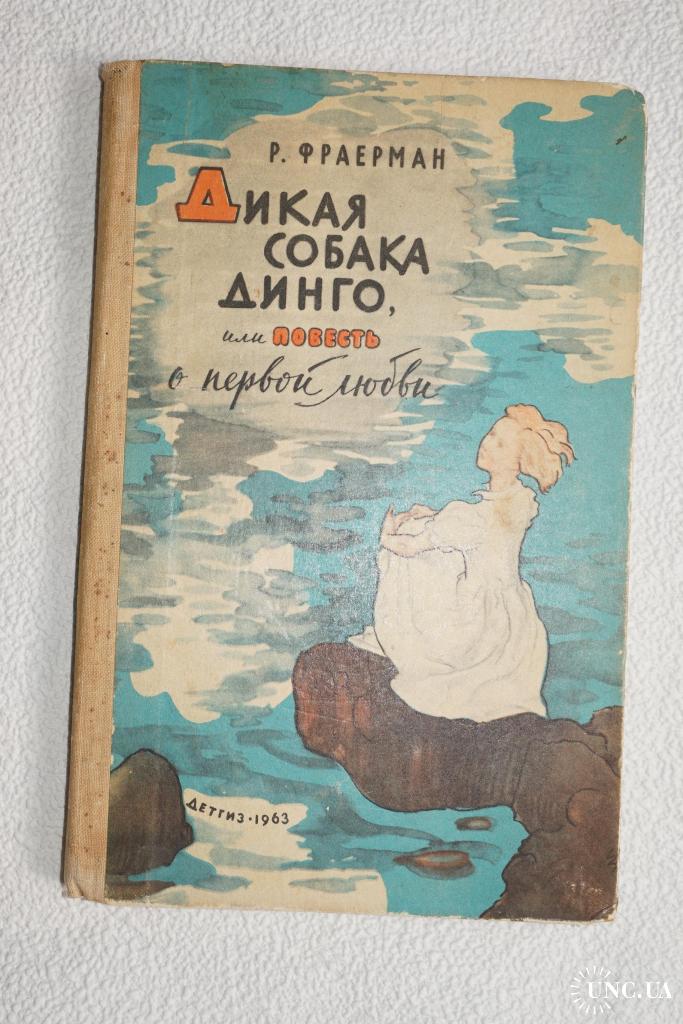 Р. ФРАЕРМАН
ДИКАЯ
СОБАКА
ДИНГО,
или ПОВЕСТЬ
о первой любви
ДЕТГИЗ·1963
UNC.UA